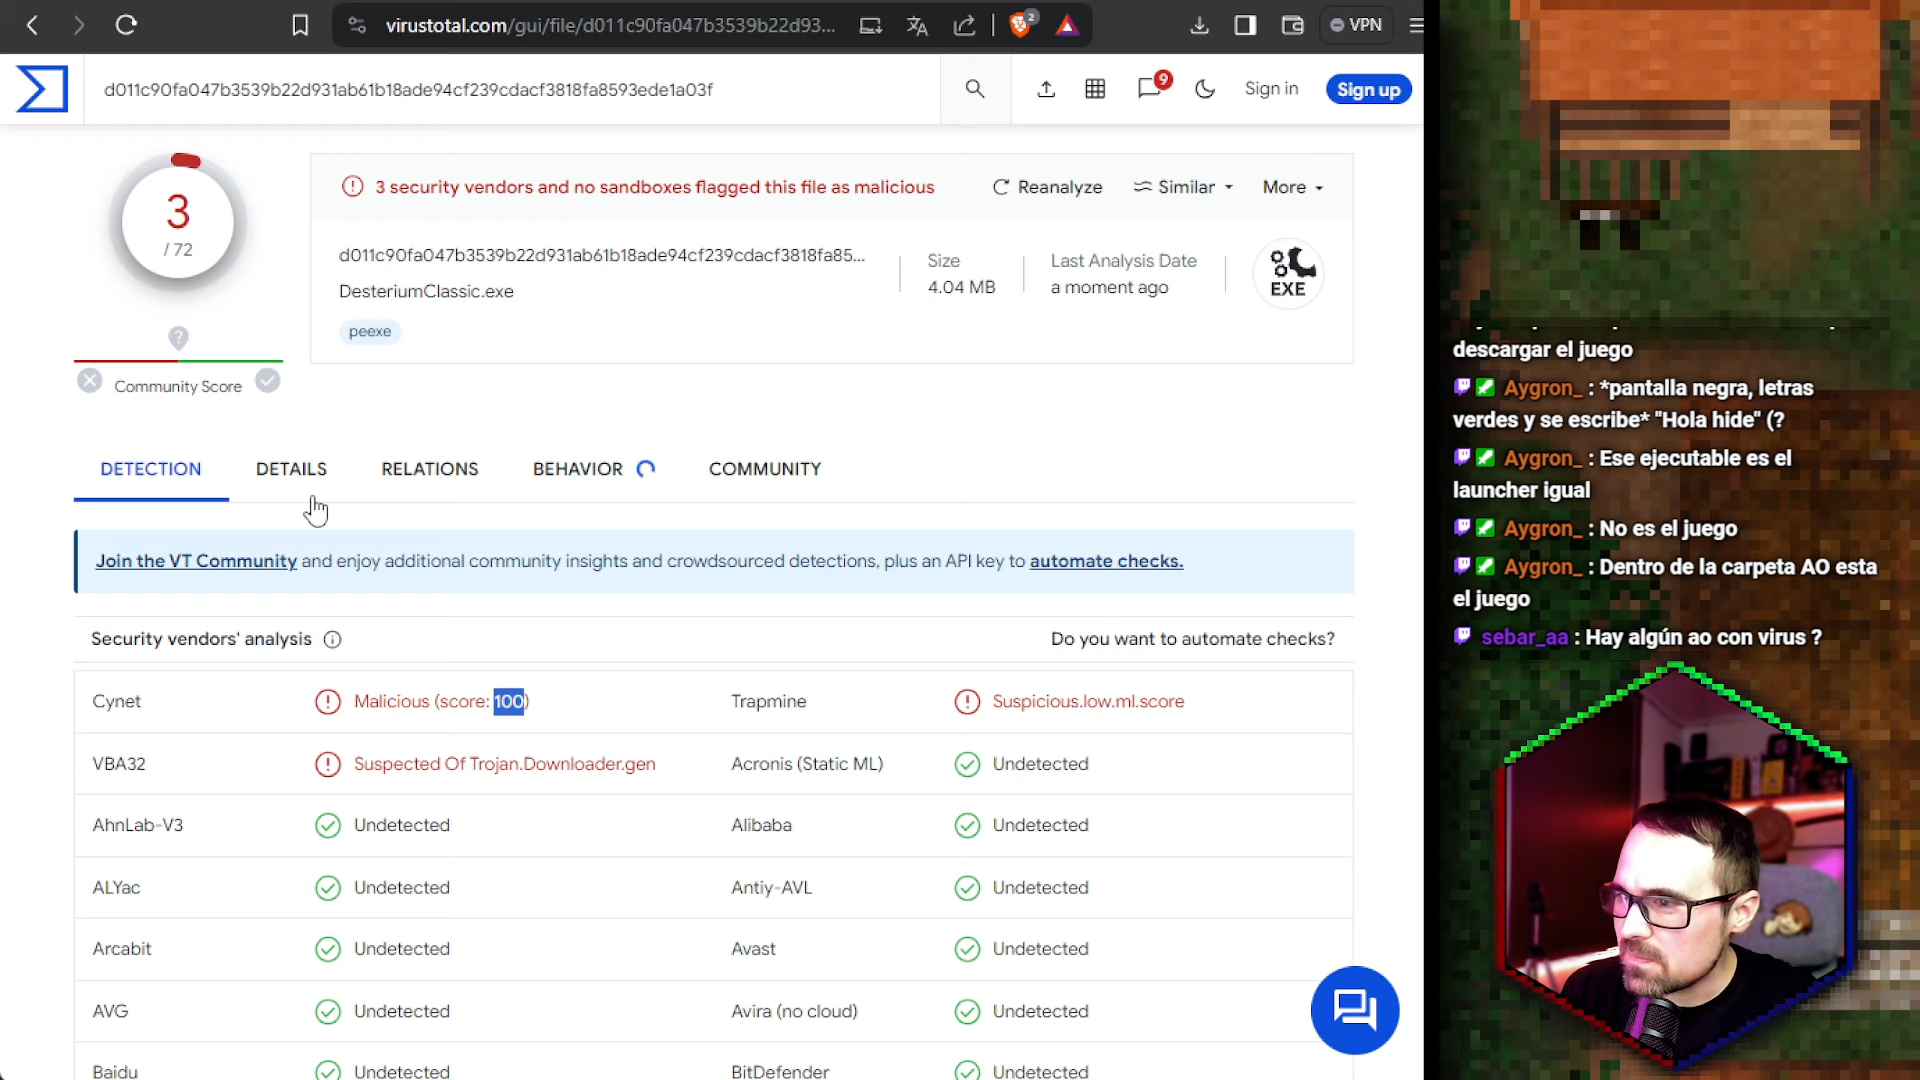 virustotal.com/gui/file/d011c90fa047b3539b22d93...
2
VPN
d011c90fa047b3539b22d931ab61b18ade94cf239cdacf3818fa8593ede1a03f
9
Sign in
Sign up
3
/ 72
Community Score
3 security vendors and no sandboxes flagged this file as malicious
Reanalyze
Similar
More
d011c90fa047b3539b22d931ab61b18ade94cf239cdacf3818fa85...
DesteriumClassic.exe
peexe
Size
4.04 MB
Last Analysis Date
a moment ago
EXE
DETECTION
DETAILS
RELATIONS
BEHAVIOR
COMMUNITY
Join the VT Community and enjoy additional community insights and crowdsourced detections, plus an API key to automate checks.
Security vendors' analysis
Do you want to automate checks?
Cynet
Malicious (score: 100)
Trapmine
Suspicious.low.ml.score
VBA32
Suspected Of Trojan.Downloader.gen
Acronis (Static ML)
Undetected
AhnLab-V3
Undetected
Alibaba
Undetected
ALYac
Undetected
Antiy-AVL
Undetected
Arcabit
Undetected
Avast
Undetected
AVG
Undetected
Avira (no cloud)
Undetected
Baidu
Undetected
BitDefender
Undetected
descargar el juego
Aygron_ : *pantalla negra, letras
verdes y se escribe* "Hola hide" (?
Aygron_ : Ese ejecutable es el
launcher igual
Aygron_ : No es el juego
Aygron_ : Dentro de la carpeta AO esta
el juego
sebar_aa : Hay algún ao con virus ?